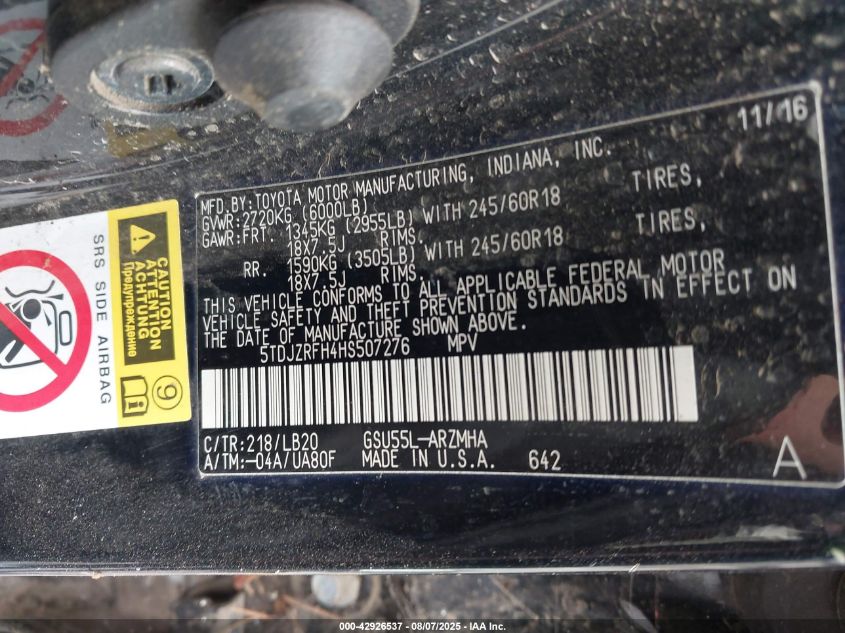 11/16
MFD.BY:TOYOTA MOTOR MANUFACTURING, INDIANA, INC.
GVWR:2720KG (6000LB)
GAWR:FRT. 1345KG (2955LB) WITH 245/60R18 TIRES,
18X7.5J RIMS,
RR. 1590KG (3505LB) WITH 245/60R18 TIRES,
18X7.5J RIMS,
THIS VEHICLE CONFORMS TO ALL APPLICABLE FEDERAL MOTOR
VEHICLE SAFETY AND THEFT PREVENTION STANDARDS IN EFFECT ON
THE DATE OF MANUFACTURE SHOWN ABOVE.
5TDJZRFH4HS507276 MPV
C/TR:218/LB20 GSU55L-ARZMHA
A/TM:-04A/UA80F MADE IN U.S.A. 642
A
CAUTION
ATTENTION
ACHTUNG
Предупреждение
SRS SIDE AIRBAG
9
i
000-42926537 - 08/07/2025 - IAA Inc.